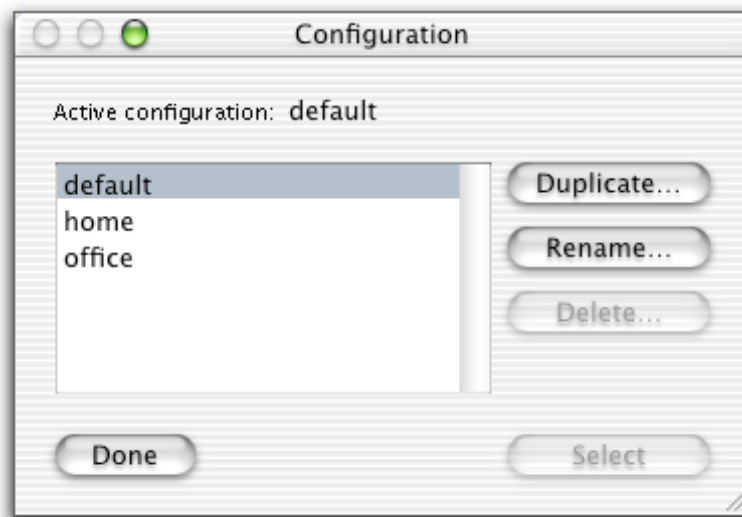 Configuration
Active configuration: default
default
home
office
Duplicate...
Rename...
Delete...
Done
Select